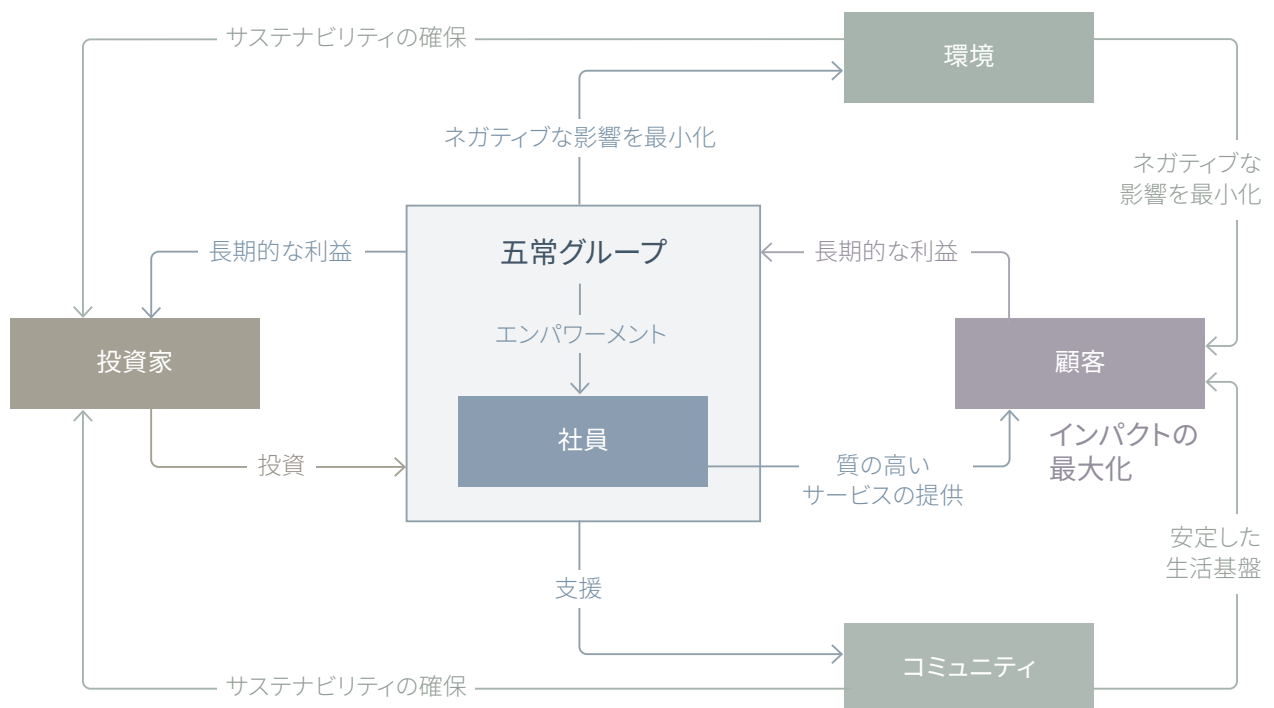 サステナビリティの確保
環境
ネガティブな影響を最小化
ネガティブな
影響を最小化
五常グループ
長期的な利益
長期的な利益
エンパワーメント
投資家
顧客
社員
インパクトの
最大化
投資
質の高い
サービスの提供
安定した
生活基盤
支援
コミュニティ
サステナビリティの確保